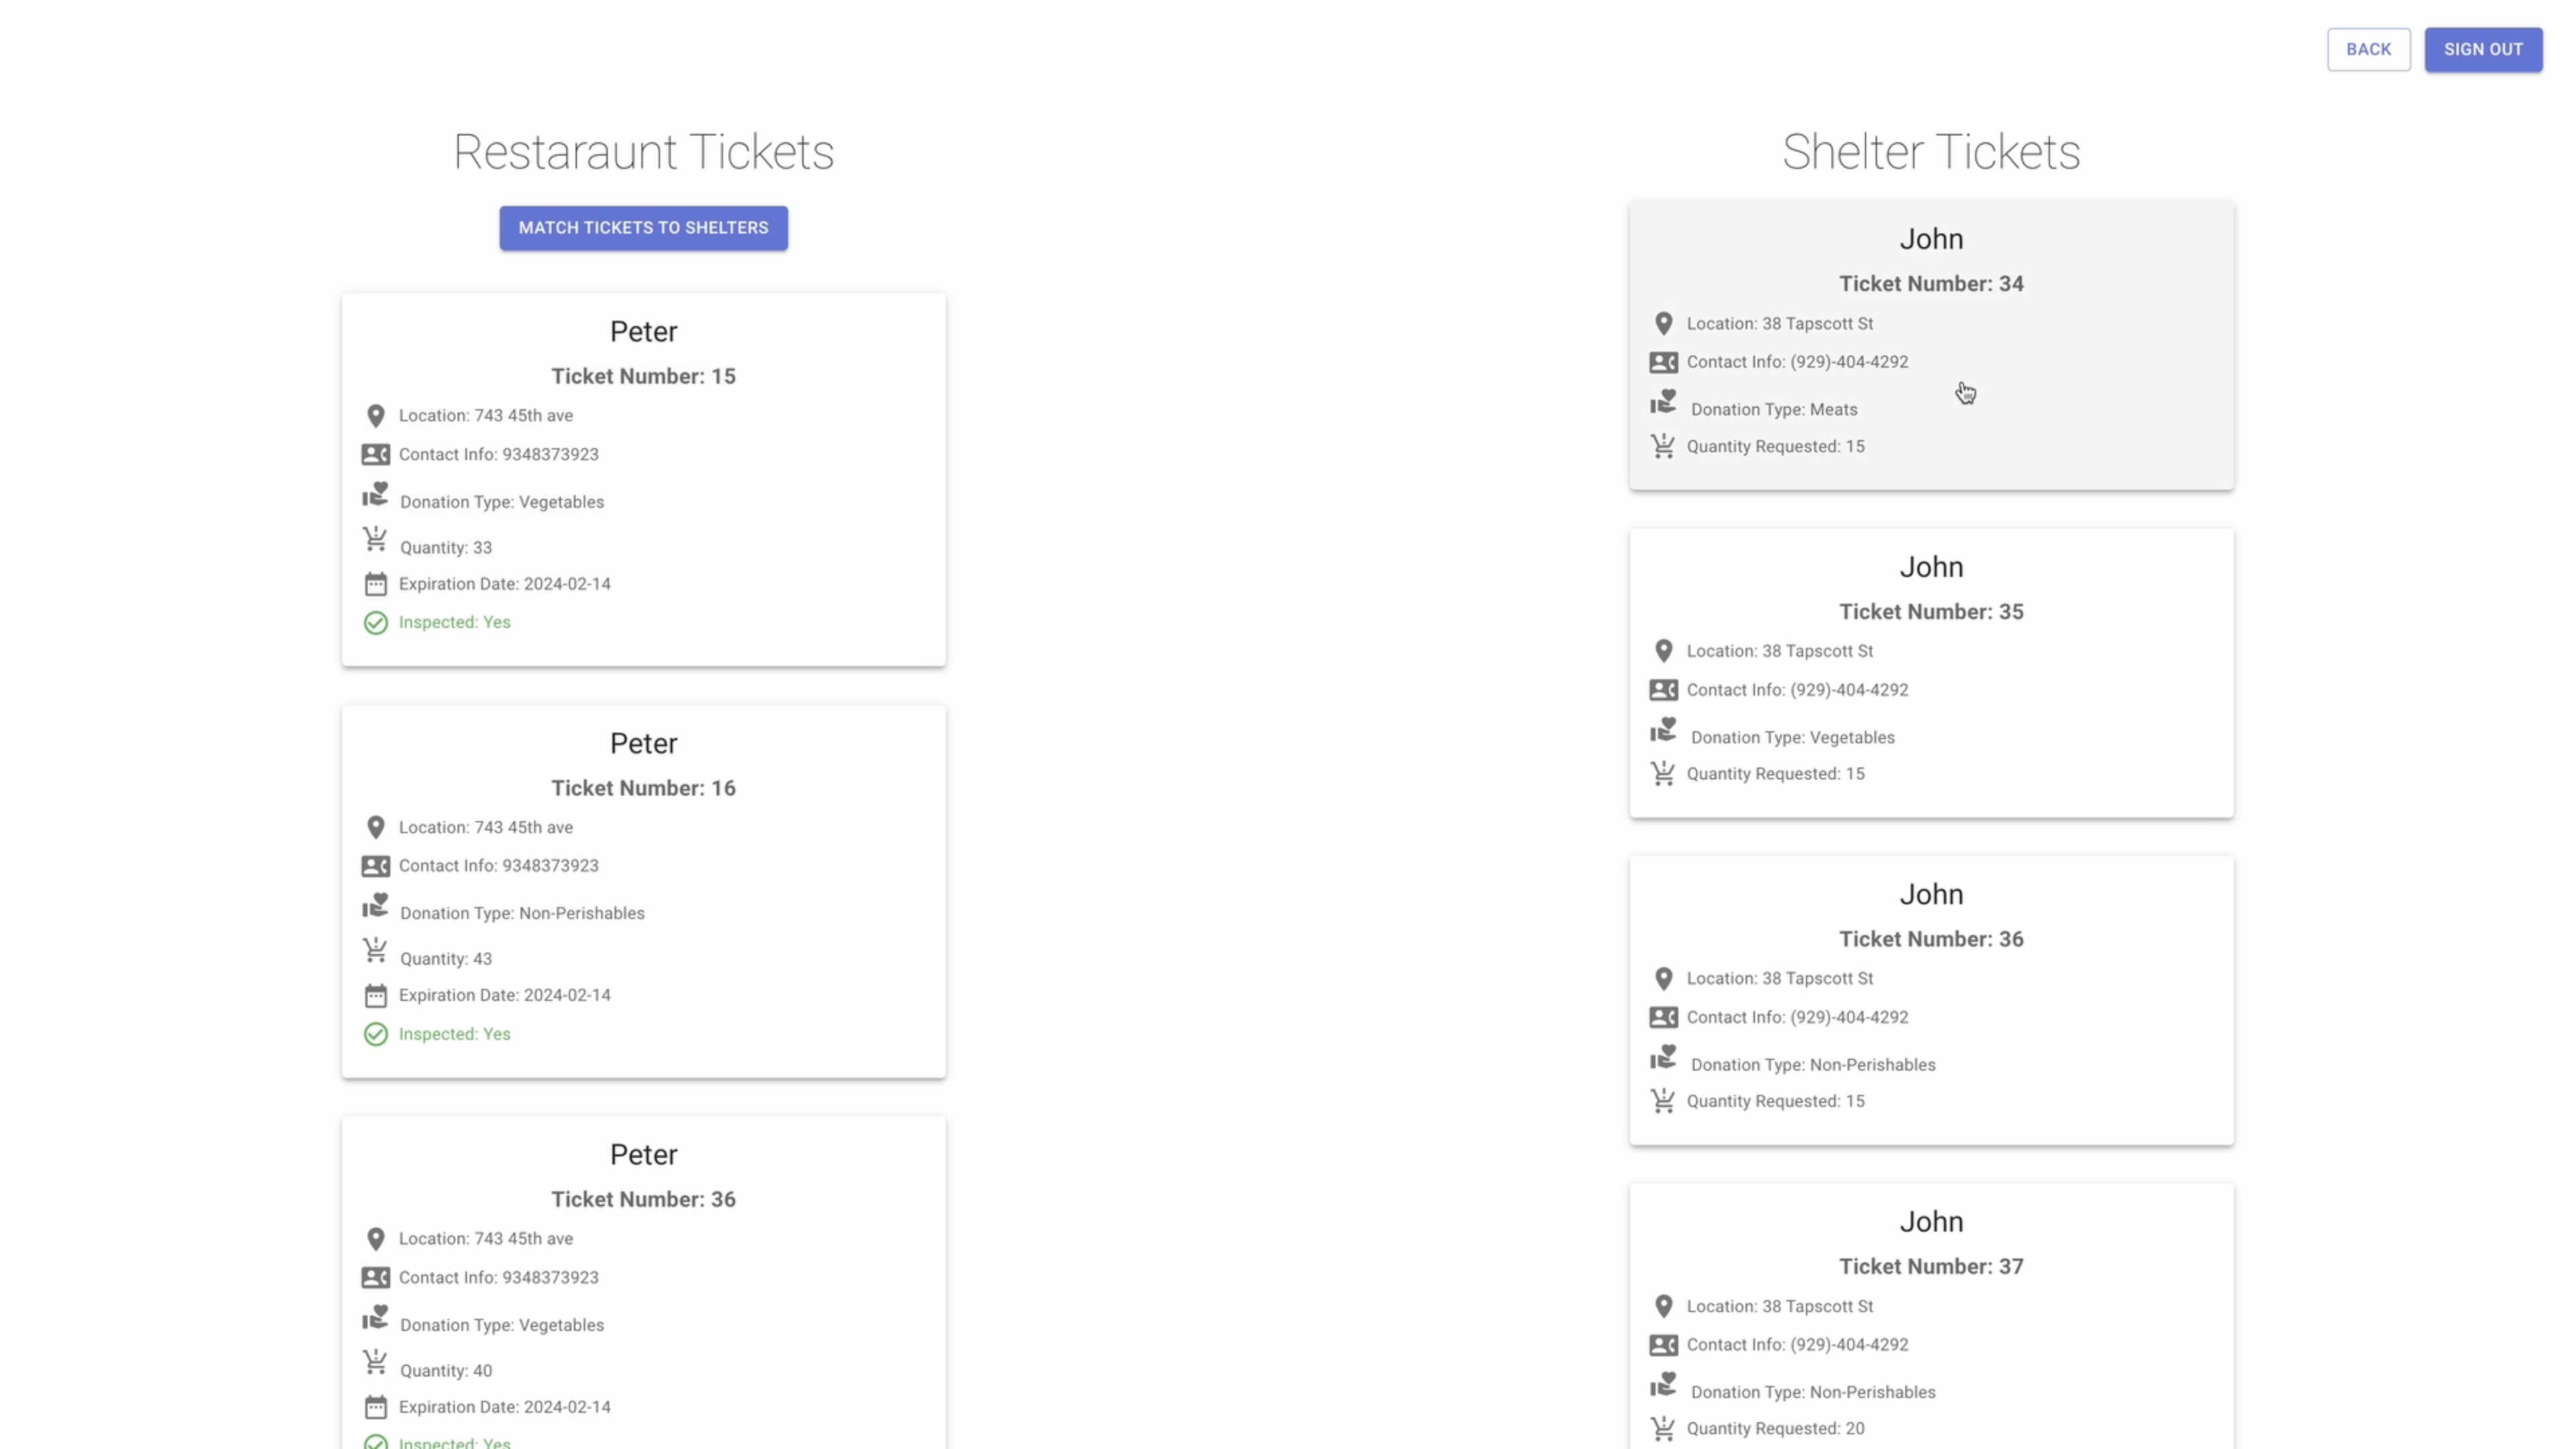 BACK
SIGN OUT
Restaraunt Tickets
MATCH TICKETS TO SHELTERS
Peter
Ticket Number: 15
Location: 743 45th ave
Contact Info: 9348373923
Donation Type: Vegetables
Quantity: 33
Expiration Date: 2024-02-14
Inspected: Yes
Peter
Ticket Number: 16
Location: 743 45th ave
Contact Info: 9348373923
Donation Type: Non-Perishables
Quantity: 43
Expiration Date: 2024-02-14
Inspected: Yes
Peter
Ticket Number: 36
Location: 743 45th ave
Contact Info: 9348373923
Donation Type: Vegetables
Quantity: 40
Expiration Date: 2024-02-14
Inspected: Yes
Shelter Tickets
John
Ticket Number: 34
Location: 38 Tapscott St
Contact Info: (929)-404-4292
Donation Type: Meats
Quantity Requested: 15
John
Ticket Number: 35
Location: 38 Tapscott St
Contact Info: (929)-404-4292
Donation Type: Vegetables
Quantity Requested: 15
John
Ticket Number: 36
Location: 38 Tapscott St
Contact Info: (929)-404-4292
Donation Type: Non-Perishables
Quantity Requested: 15
John
Ticket Number: 37
Location: 38 Tapscott St
Contact Info: (929)-404-4292
Donation Type: Non-Perishables
Quantity Requested: 20